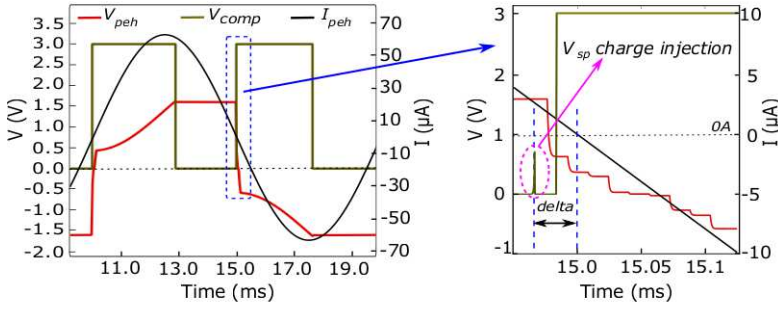 V_peh V_comp I_peh
3.5
3.0
2.5
2.0
1.5
1.0
0.5
0.0
-0.5
-1.0
-1.5
-2.0
V (V)
70
50
30
10
-10
-30
-50
-70
I (μA)
11.0 13.0 15.0 17.0 19.0
Time (ms)
3
2
1
0
-1
V (V)
V_sp charge injection
0A
delta
10
5
0
-5
-10
I (μA)
15.0 15.05 15.1
Time (ms)